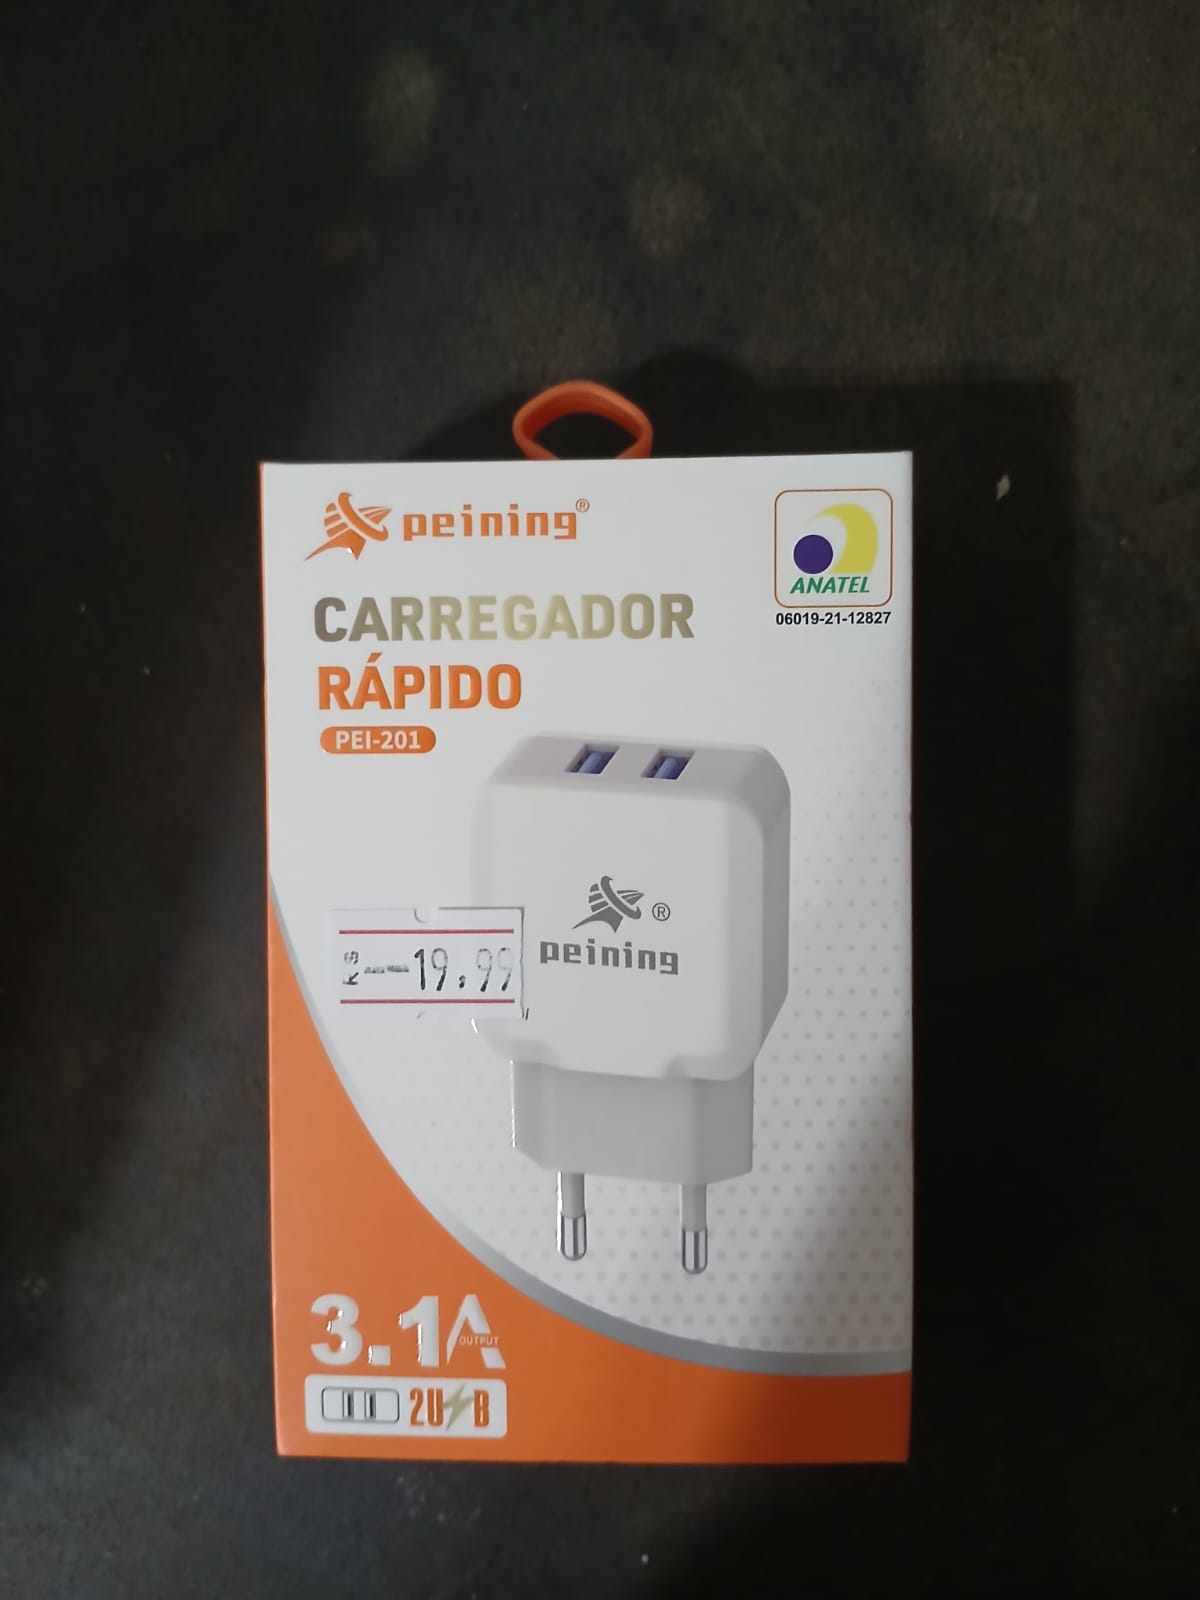 peining®
ANATEL
06019-21-12827
CARREGADOR
RÁPIDO
PEI-201
®
peining
R$--19.99
3.1A
OUTPUT
2USB